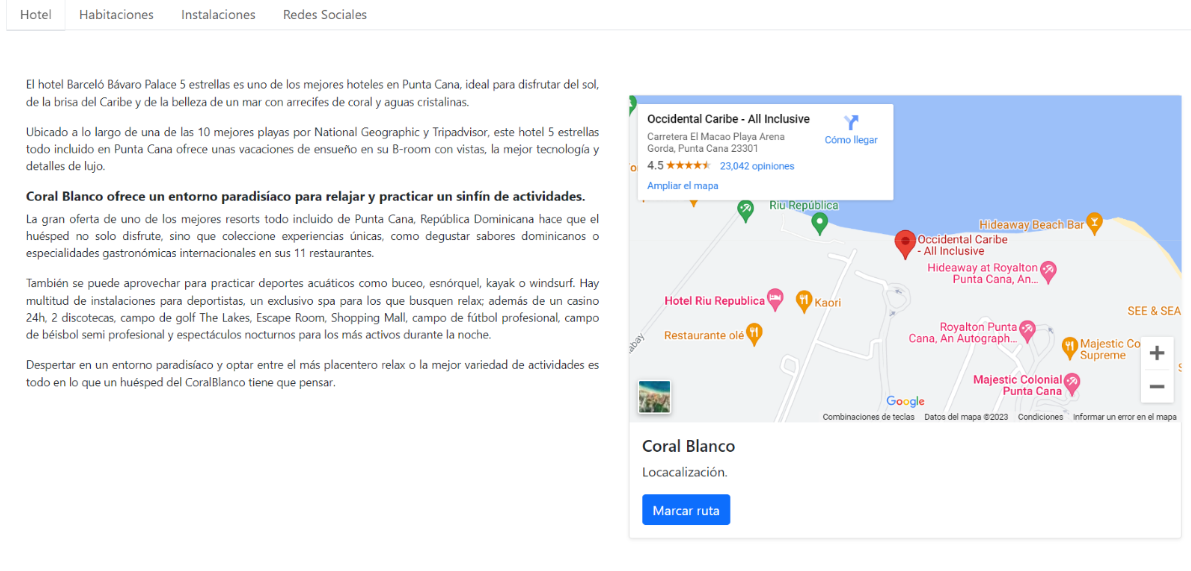 Hotel
Habitaciones
Instalaciones
Redes Sociales
El hotel Barceló Bávaro Palace 5 estrellas es uno de los mejores hoteles en Punta Cana, ideal para disfrutar del sol,
de la brisa del Caribe y de la belleza de un mar con arrecifes de coral y aguas cristalinas.
Ubicado a lo largo de una de las 10 mejores playas por National Geographic y Tripadvisor, este hotel 5 estrellas
todo incluido en Punta Cana ofrece unas vacaciones de ensueño en su B-room con vistas, la mejor tecnología y
detalles de lujo.
Coral Blanco ofrece un entorno paradisíaco para relajar y practicar un sinfín de actividades.
La gran oferta de uno de los mejores resorts todo incluido de Punta Cana, República Dominicana hace que el
huésped no solo disfrute, sino que coleccione experiencias únicas, como degustar sabores dominicanos o
especialidades gastronómicas internacionales en sus 11 restaurantes.
También se puede aprovechar para practicar deportes acuáticos como buceo, esnórquel, kayak o windsurf. Hay
multitud de instalaciones para deportistas, un exclusivo spa para los que busquen relax; además de un casino
24h, 2 discotecas, campo de golf The Lakes, Escape Room, Shopping Mall, campo de fútbol profesional, campo
de béisbol semi profesional y espectáculos nocturnos para los más activos durante la noche.
Despertar en un entorno paradisíaco y optar entre el más placentero relax o la mejor variedad de actividades es
todo en lo que un huésped del CoralBlanco tiene que pensar.
Occidental Caribe - All Inclusive
Carretera El Macao Playa Arena
Gorda, Punta Cana 23301
Cómo llegar
4.5
23,042 opiniones
Ampliar el mapa
Riu República
Hideaway Beach Bar
Occidental Caribe
- All Inclusive
Hideaway at Royalton
Punta Cana, An...
Hotel Riu Republica
Kaori
SEE & SEA
Restaurante olé
Royalton Punta
Cana, An Autograph...
Majestic Co
Supreme
Majestic Colonial
Punta Cana
Google
Combinaciones de teclas
Datos del mapa ©2023
Condiciones
Informar un error en el mapa
Coral Blanco
Locacalización.
Marcar ruta